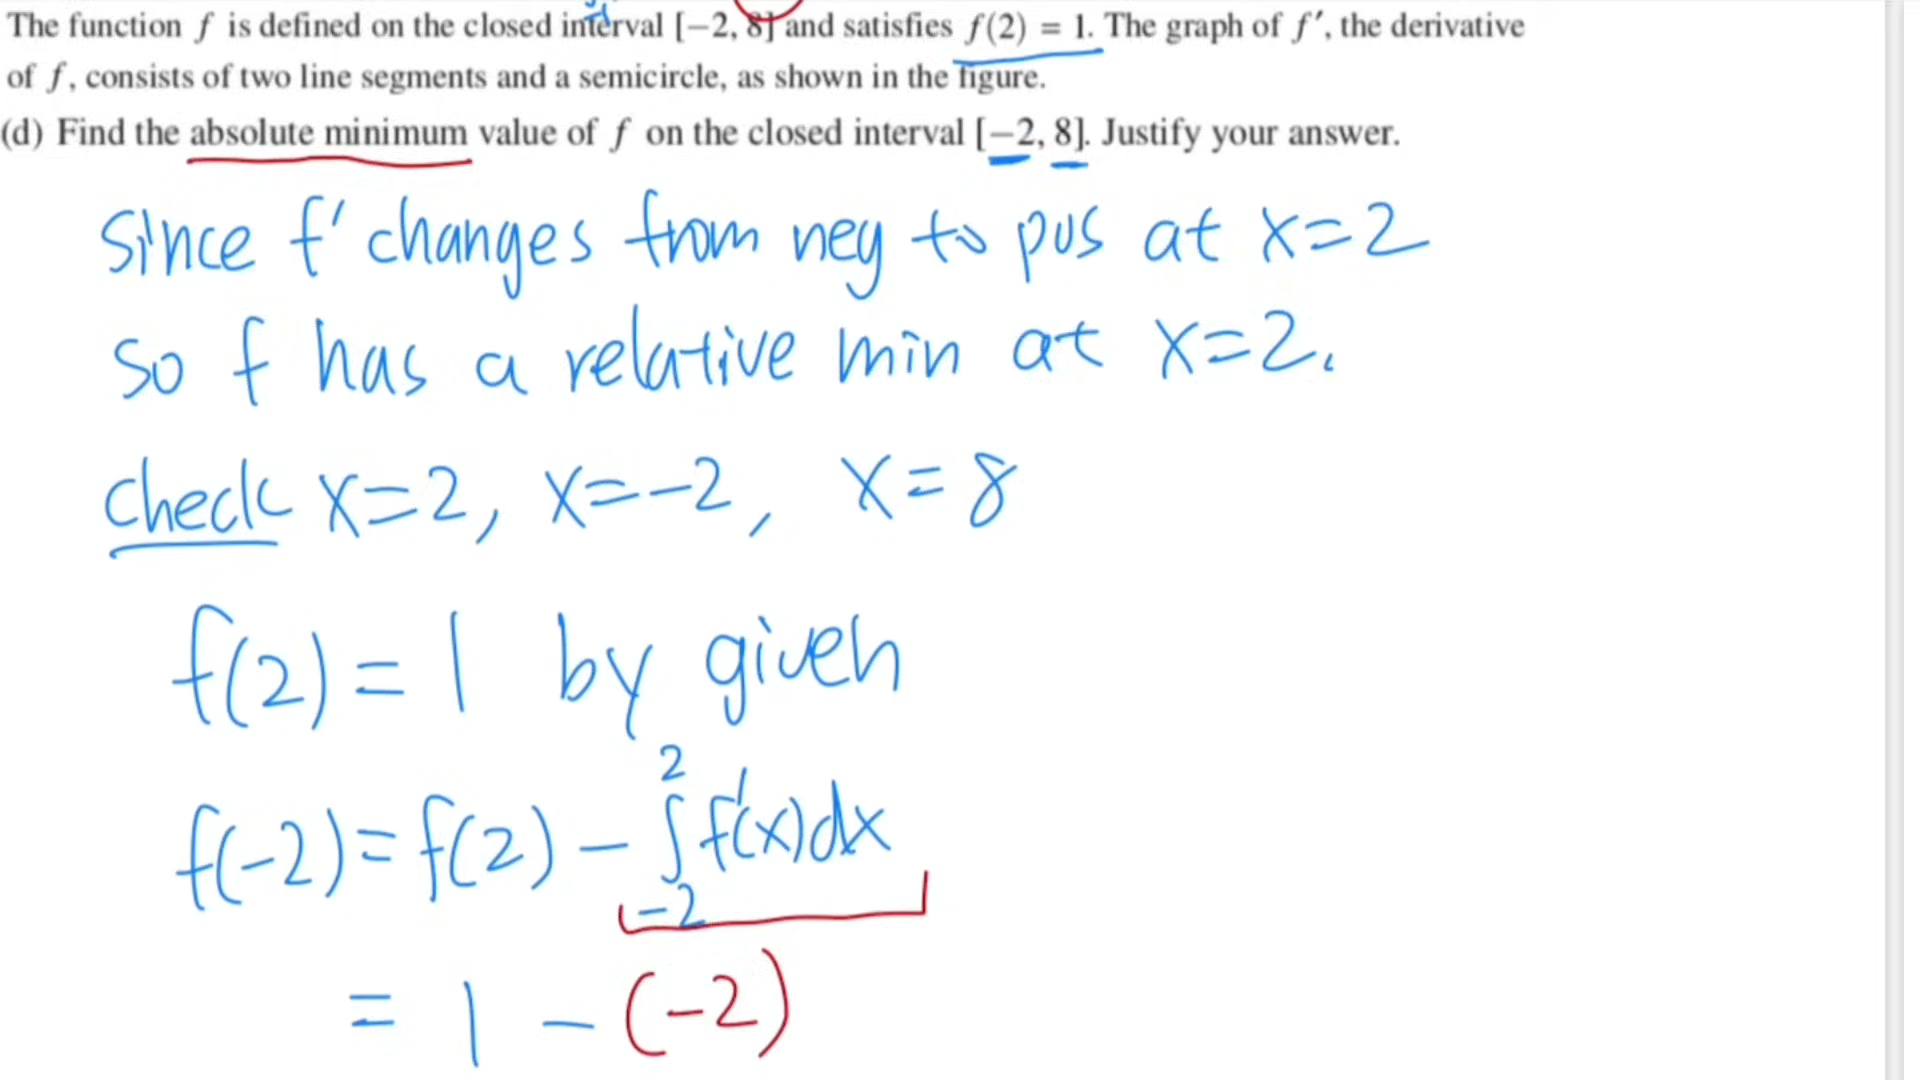 The function f is defined on the closed interval [−2, 8] and satisfies f(2) = 1. The graph of f′, the derivative
of f, consists of two line segments and a semicircle, as shown in the figure.
(d) Find the absolute minimum value of f on the closed interval [−2, 8]. Justify your answer.
Since f' changes from neg to pos at x=2
so f has a relative min at x=2.
check x=2, x=-2, x=8
f(2)=1 by given
f(-2)=f(2) - ∫_{-2}^{2} f'(x)dx
= 1 - (-2)